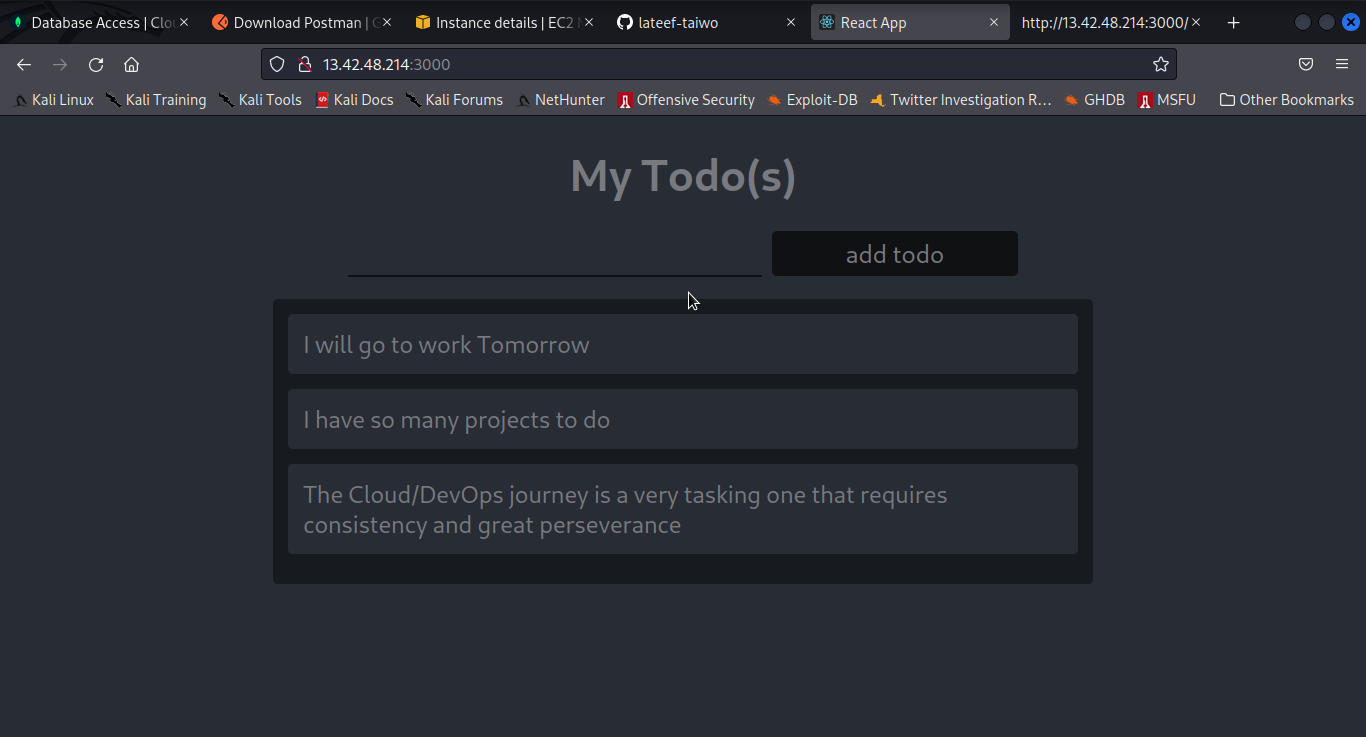 Database Access | Clo
Download Postman |
Instance details | EC2
lateef-taiwo
React App
http://13.42.48.214:3000/
13.42.48.214:3000
Kali Linux
Kali Training
Kali Tools
Kali Docs
Kali Forums
NetHunter
Offensive Security
Exploit-DB
Twitter Investigation R...
GHDB
MSFU
Other Bookmarks
My Todo(s)
add todo
I will go to work Tomorrow
I have so many projects to do
The Cloud/DevOps journey is a very tasking one that requires
consistency and great perseverance